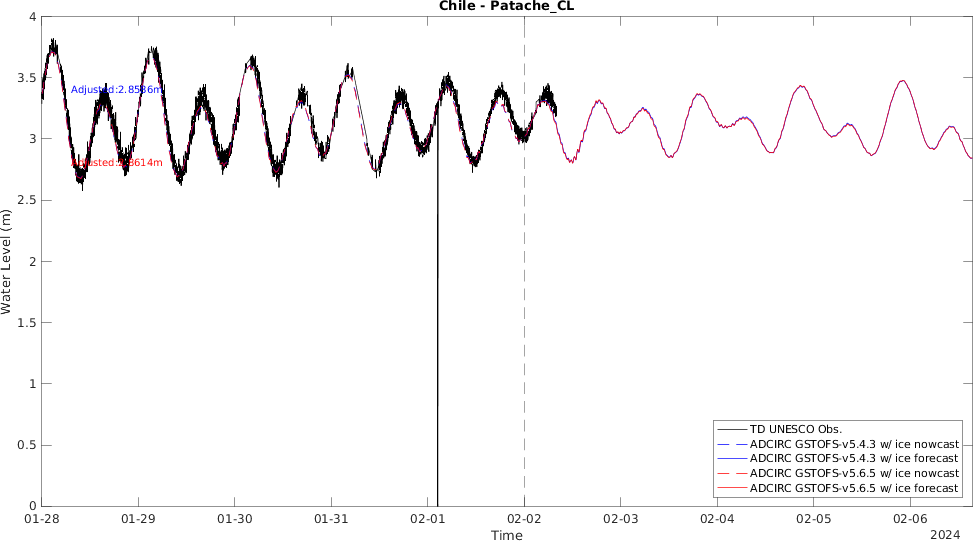 Chile - Patache_CL
4
3.5
3
2.5
2
1.5
1
0.5
0
Water Level (m)
Adjusted:2.8586m
01-28
01-29
01-30
01-31
02-01
02-02
02-03
02-04
02-05
02-06
Time
2024
TD UNESCO Obs.
ADCIRC GSTOFS-v5.4.3 w/ ice nowcast
ADCIRC GSTOFS-v5.4.3 w/ ice forecast
ADCIRC GSTOFS-v5.6.5 w/ ice nowcast
ADCIRC GSTOFS-v5.6.5 w/ ice forecast